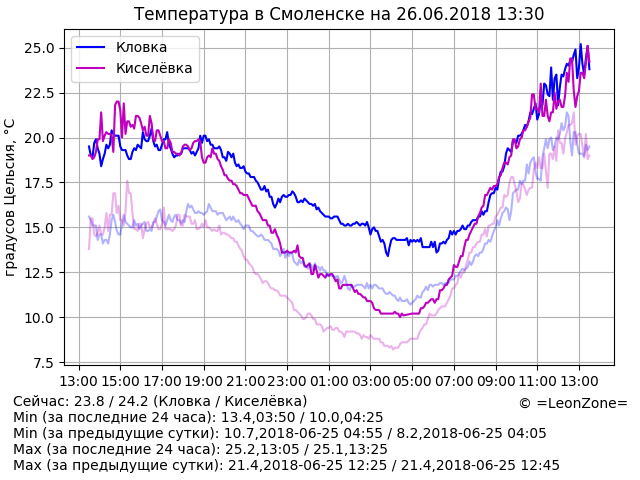 Температура в Смоленске на 26.06.2018 13:30
Кловка
Киселёвка
градусов Цельсия, °C
25.0
22.5
20.0
17.5
15.0
12.5
10.0
7.5
13:00 15:00 17:00 19:00 21:00 23:00 01:00 03:00 05:00 07:00 09:00 11:00 13:00
Сейчас: 23.8 / 24.2 (Кловка / Киселёвка)
© =LeonZone=
Min (за последние 24 часа): 13.4,03:50 / 10.0,04:25
Min (за предыдущие сутки): 10.7,2018-06-25 04:55 / 8.2,2018-06-25 04:05
Max (за последние 24 часа): 25.2,13:05 / 25.1,13:25
Max (за предыдущие сутки): 21.4,2018-06-25 12:25 / 21.4,2018-06-25 12:45